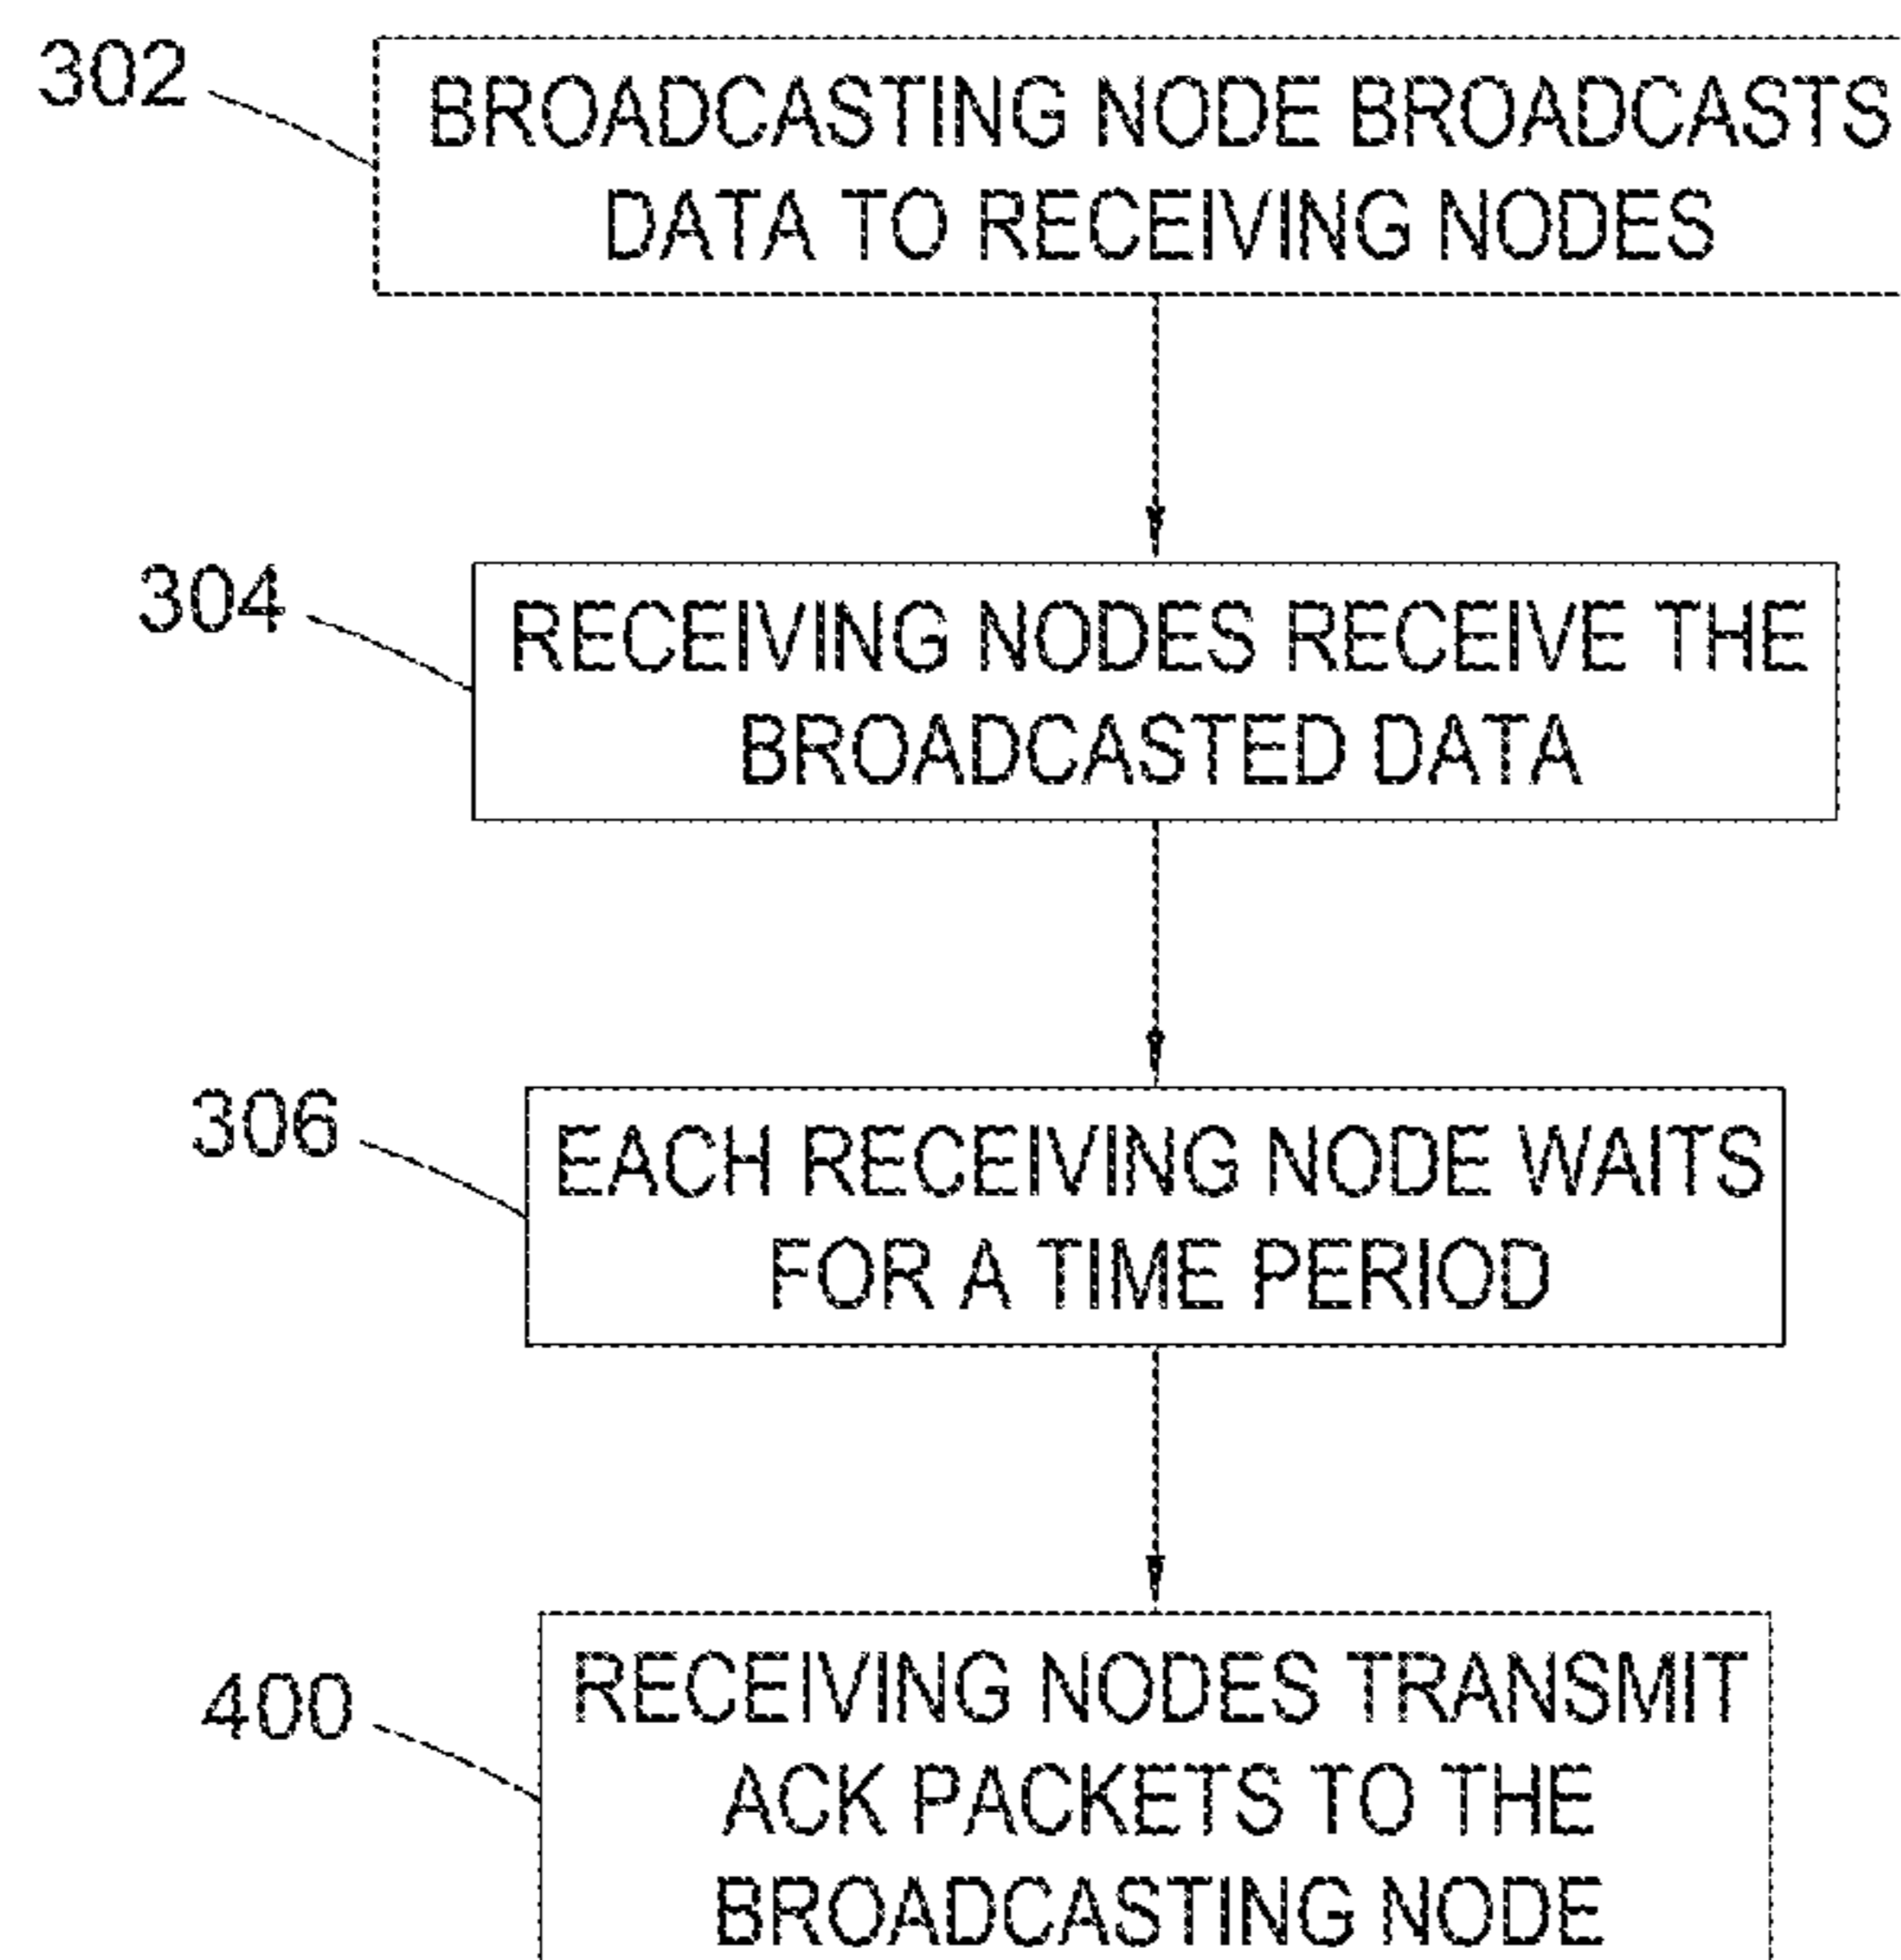 302
BROADCASTING NODE BROADCASTS
DATA TO RECEIVING NODES
304
RECEIVING NODES RECEIVE THE
BROADCASTED DATA
306
EACH RECEIVING NODE WAITS
FOR A TIME PERIOD
400
RECEIVING NODES TRANSMIT
ACK PACKETS TO THE
BROADCASTING NODE